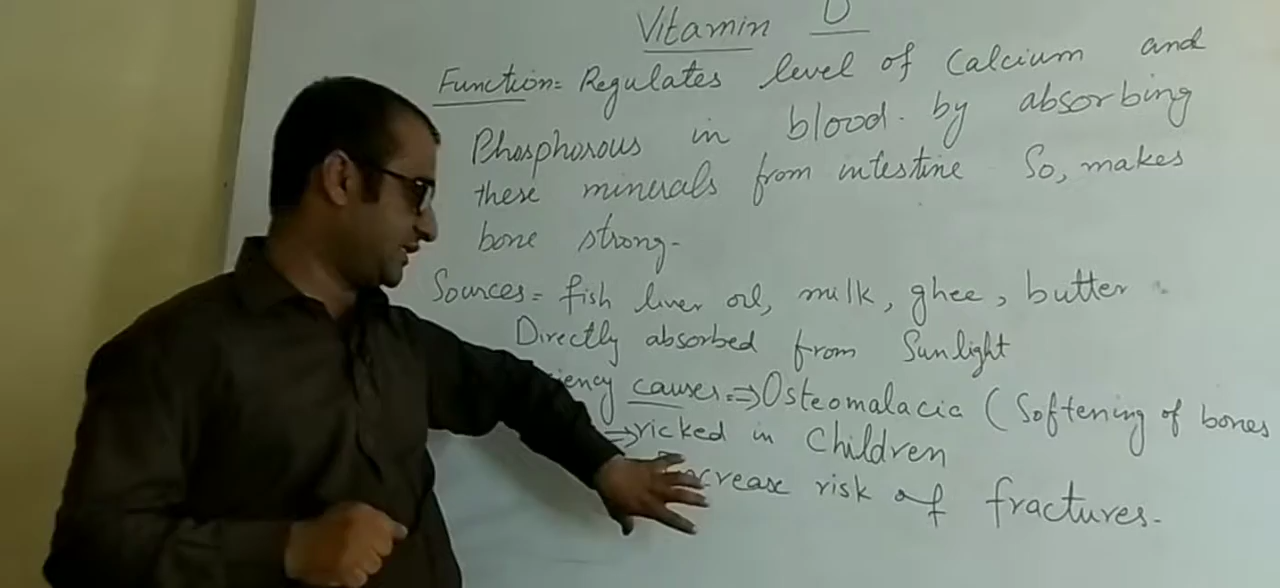 Vitamin D
Function = Regulates level of Calcium and
Phosphorous in blood. by absorbing
these minerals from intestine So, makes
bone strong-
Sources = fish liver oil, milk, ghee, butter
Directly absorbed from Sunlight
causes.=> Osteomalacia (Softening of bones
=> ricked in Children
risk of fractures.